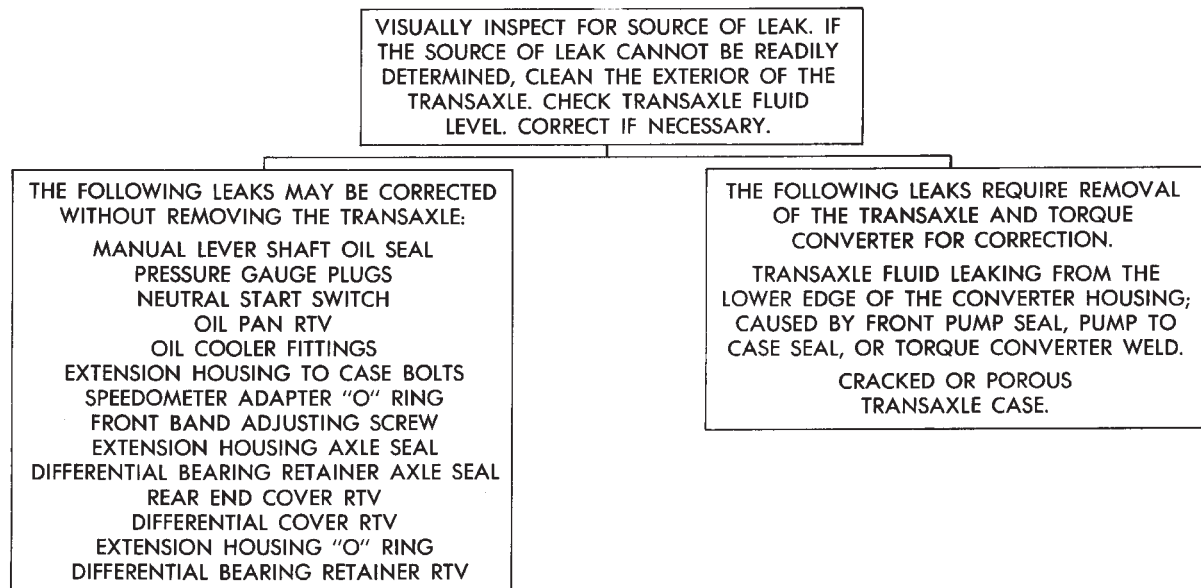 VISUALLY INSPECT FOR SOURCE OF LEAK. IF
THE SOURCE OF LEAK CANNOT BE READILY
DETERMINED, CLEAN THE EXTERIOR OF THE
TRANSAXLE. CHECK TRANSAXLE FLUID
LEVEL. CORRECT IF NECESSARY.
THE FOLLOWING LEAKS MAY BE CORRECTED
WITHOUT REMOVING THE TRANSAXLE:
MANUAL LEVER SHAFT OIL SEAL
PRESSURE GAUGE PLUGS
NEUTRAL START SWITCH
OIL PAN RTV
OIL COOLER FITTINGS
EXTENSION HOUSING TO CASE BOLTS
SPEEDOMETER ADAPTER "O" RING
FRONT BAND ADJUSTING SCREW
EXTENSION HOUSING AXLE SEAL
DIFFERENTIAL BEARING RETAINER AXLE SEAL
REAR END COVER RTV
DIFFERENTIAL COVER RTV
EXTENSION HOUSING "O" RING
DIFFERENTIAL BEARING RETAINER RTV
THE FOLLOWING LEAKS REQUIRE REMOVAL
OF THE TRANSAXLE AND TORQUE
CONVERTER FOR CORRECTION.
TRANSAXLE FLUID LEAKING FROM THE
LOWER EDGE OF THE CONVERTER HOUSING;
CAUSED BY FRONT PUMP SEAL, PUMP TO
CASE SEAL, OR TORQUE CONVERTER WELD.
CRACKED OR POROUS
TRANSAXLE CASE.